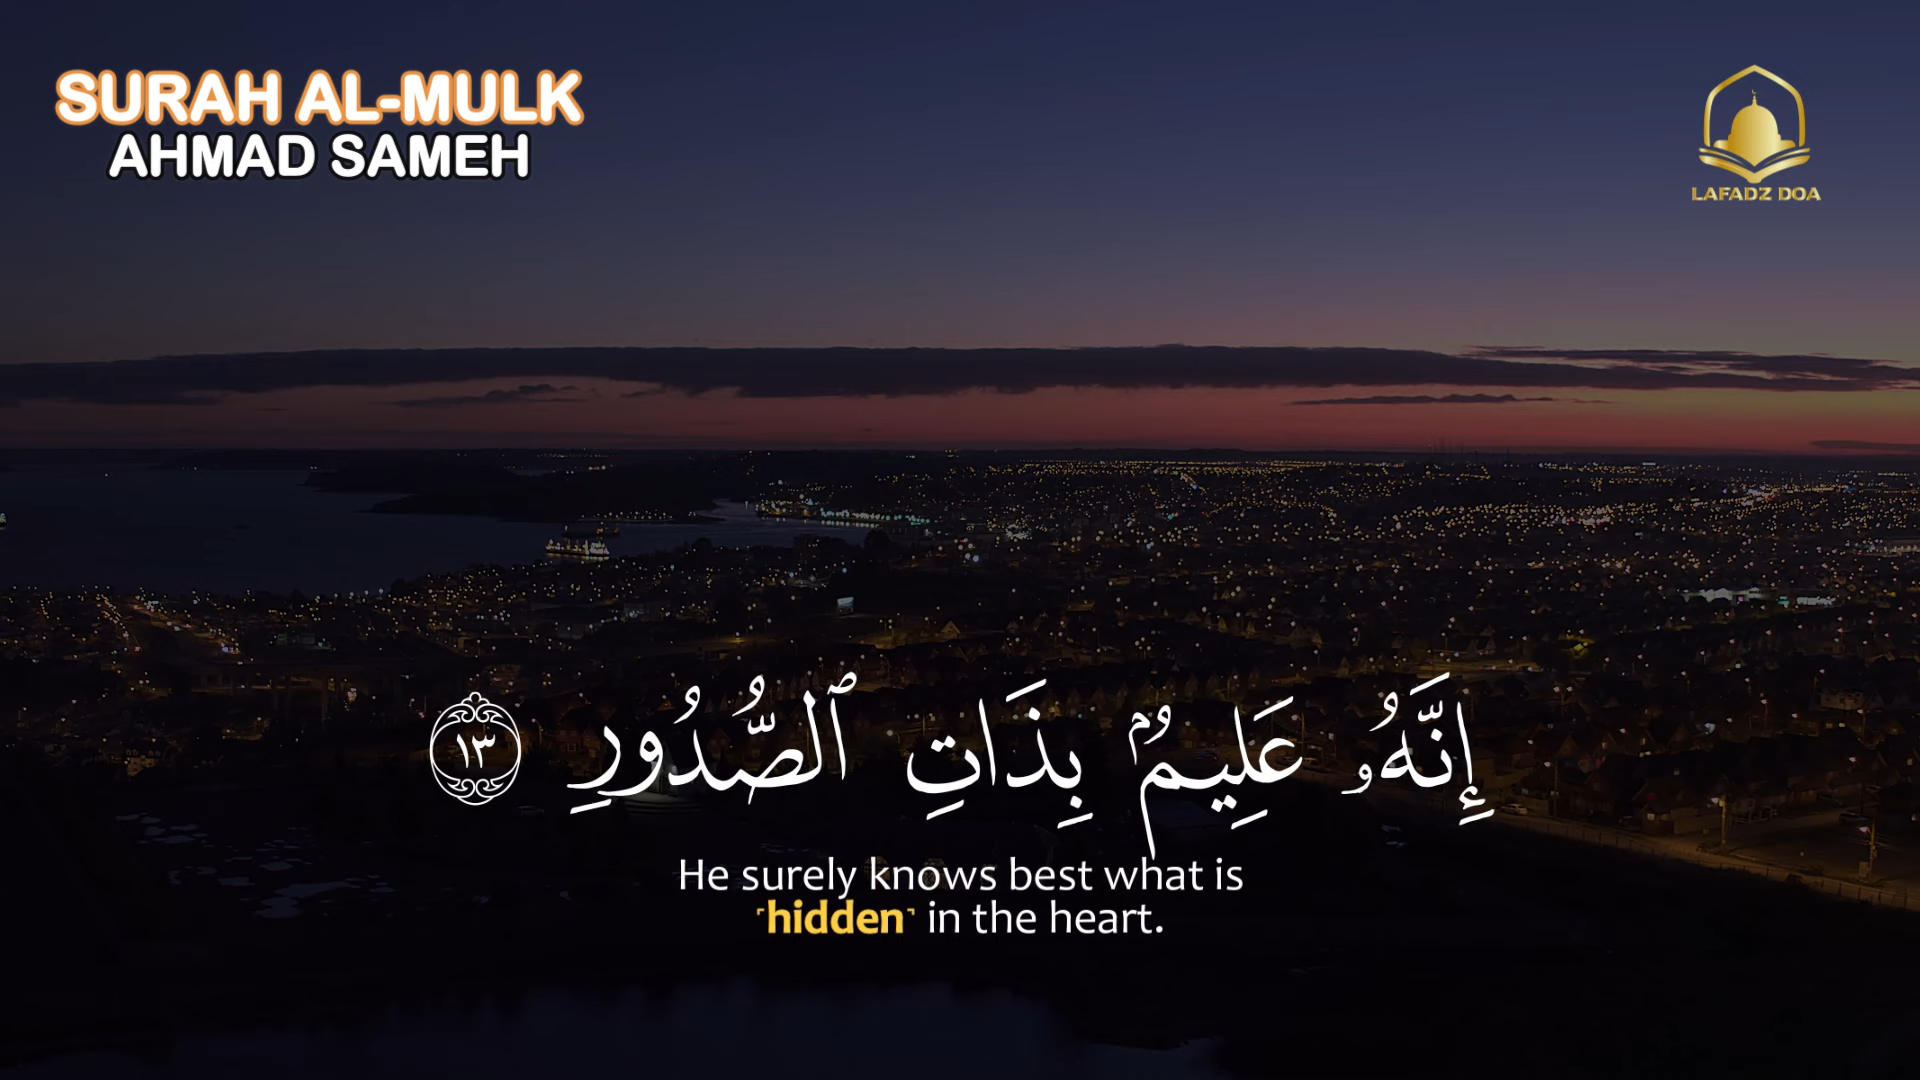 SURAH AL-MULK
AHMAD SAMEH
LAFADZ DOA
إِنَّهُۥ عَلِيمٌۢ بِذَاتِ ٱلصُّدُورِ ١٣
He surely knows best what is
˹hidden˺ in the heart.